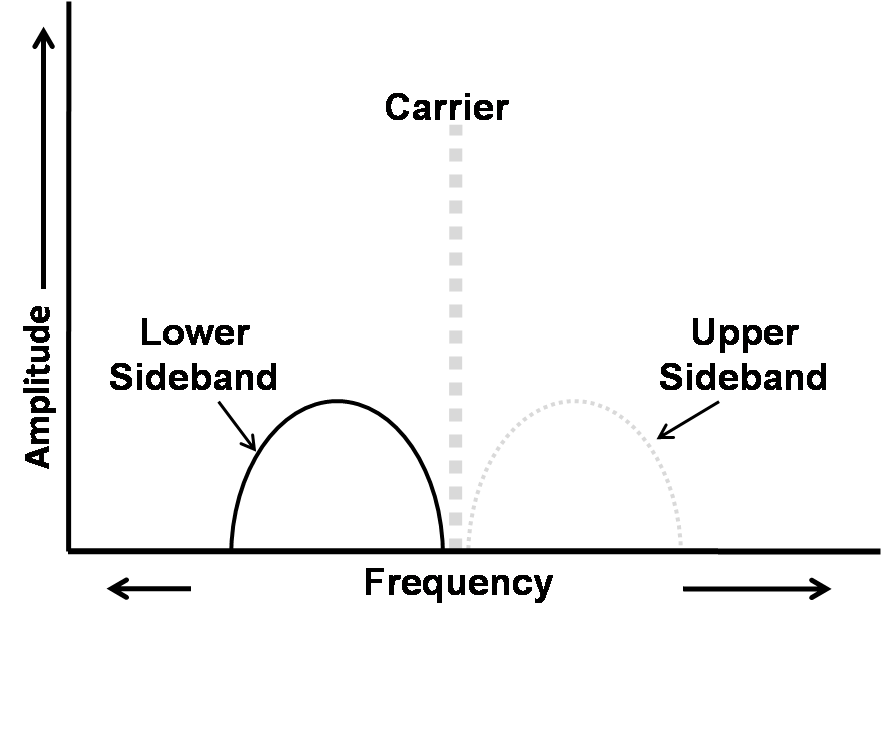 Carrier
Lower
Sideband
Upper
Sideband
Amplitude
Frequency